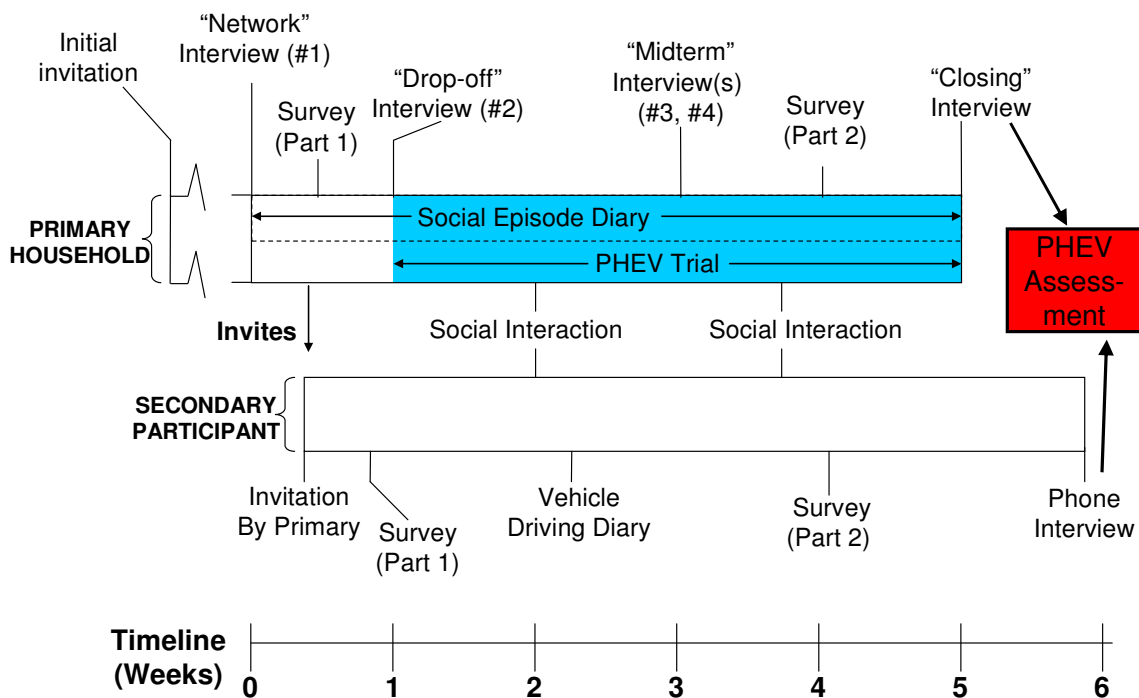 Initial
invitation
“Network”
Interview (#1)
Survey
(Part 1)
“Drop-off”
Interview (#2)
“Midterm”
Interview(s)
(#3, #4)
Survey
(Part 2)
“Closing”
Interview
PRIMARY
HOUSEHOLD
Social Episode Diary
PHEV Trial
PHEV
Assess-
ment
Invites
Social Interaction
Social Interaction
SECONDARY
PARTICIPANT
Invitation
By Primary
Survey
(Part 1)
Vehicle
Driving Diary
Survey
(Part 2)
Phone
Interview
Timeline
(Weeks)
0 1 2 3 4 5 6